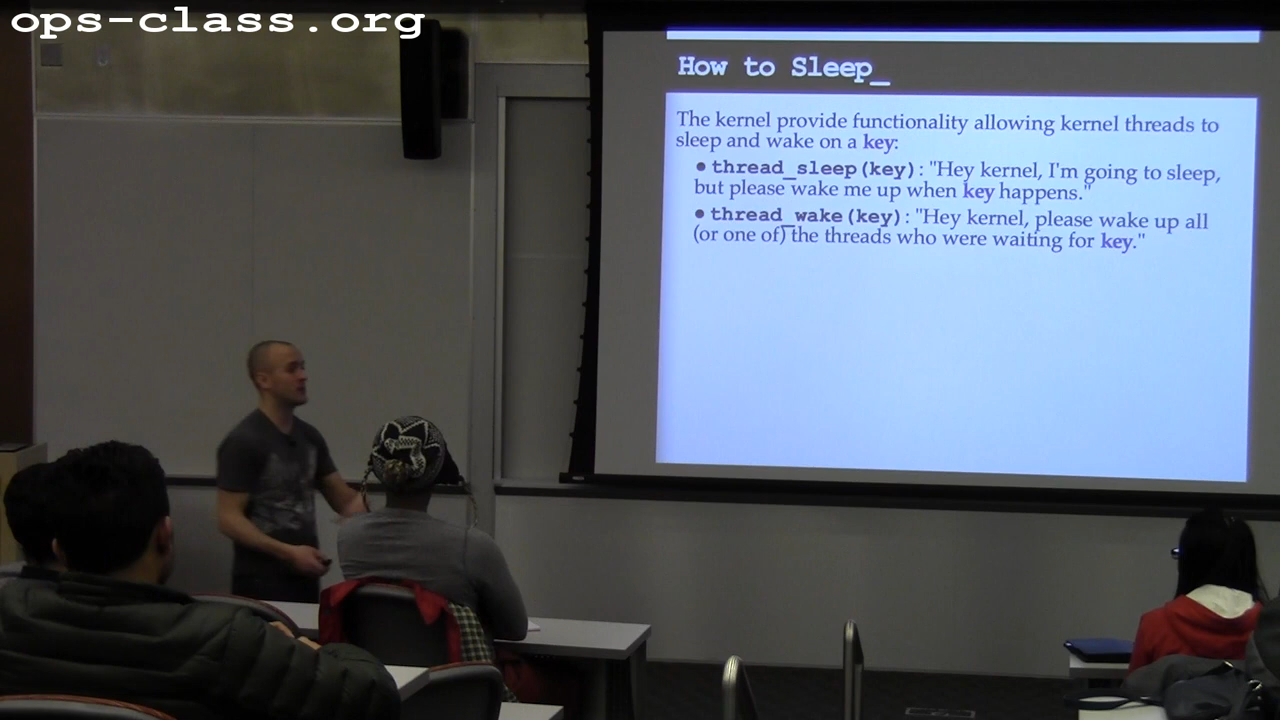 ops-class.org
How to Sleep_
The kernel provide functionality allowing kernel threads to
sleep and wake on a key:
● thread_sleep(key): "Hey kernel, I'm going to sleep,
but please wake me up when key happens."
● thread_wake(key): "Hey kernel, please wake up all
(or one of) the threads who were waiting for key."